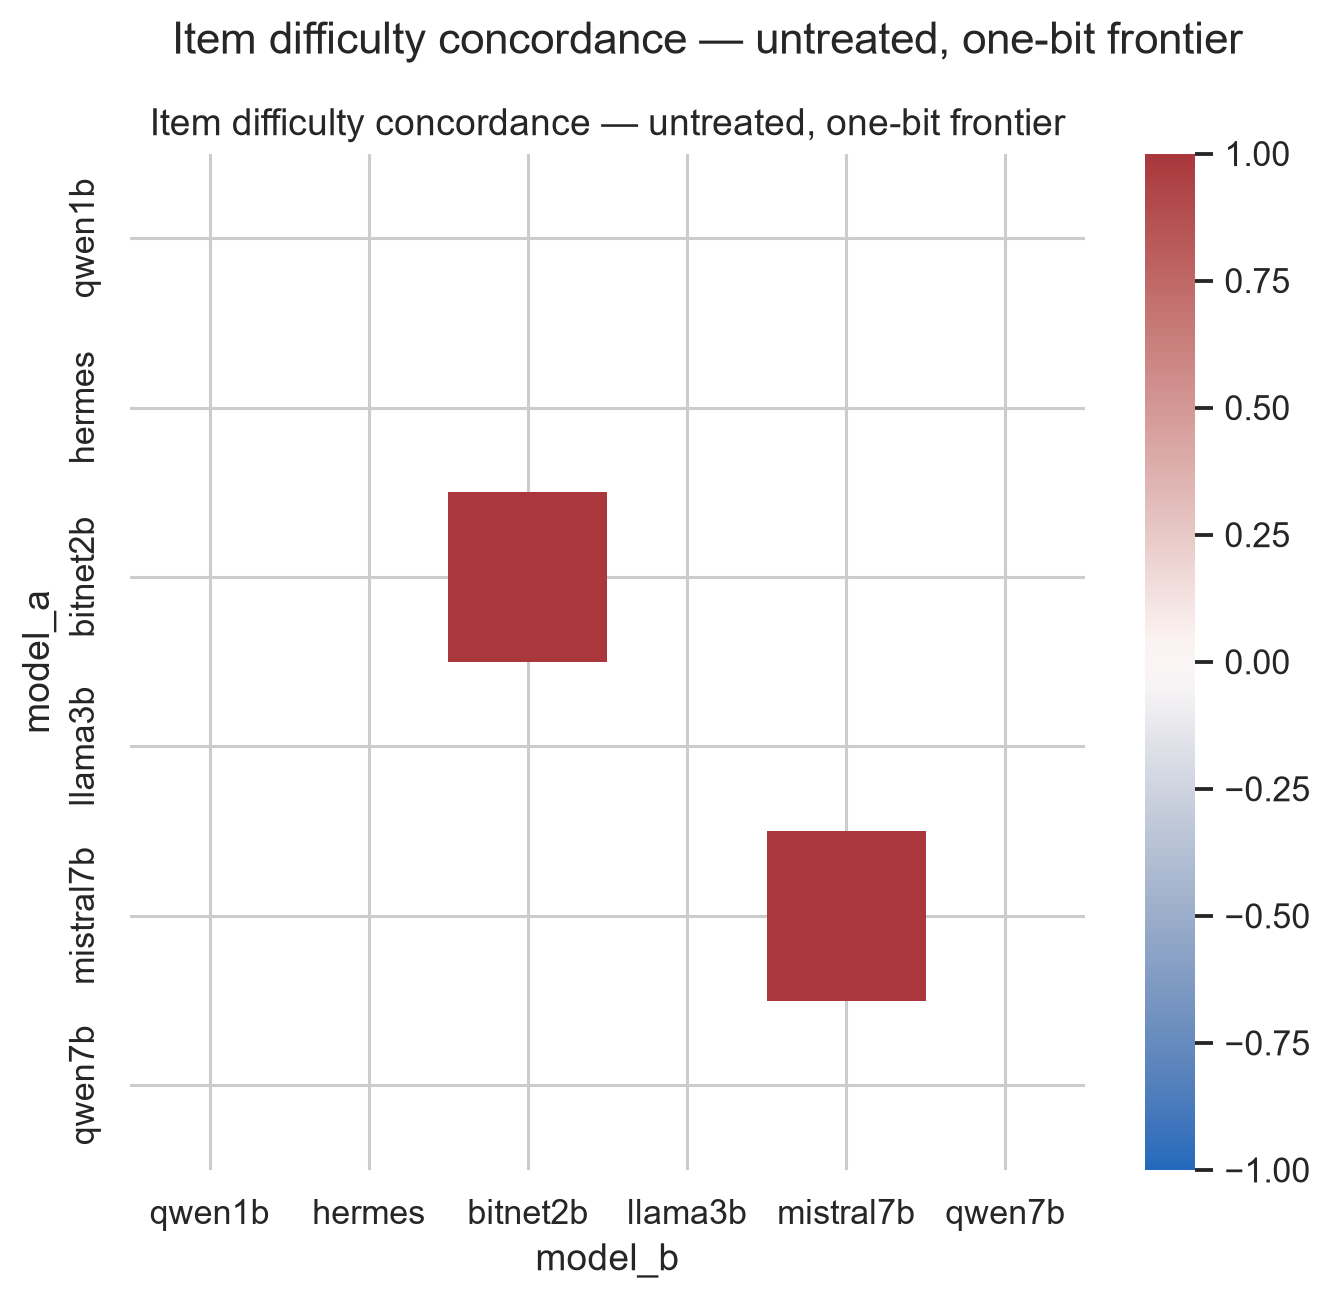 Item difficulty concordance — untreated, one-bit frontier
Item difficulty concordance — untreated, one-bit frontier
model_a
qwen1b
hermes
bitnet2b
llama3b
mistral7b
qwen7b
qwen1b hermes bitnet2b llama3b mistral7b qwen7b
model_b
1.00
0.75
0.50
0.25
0.00
−0.25
−0.50
−0.75
−1.00